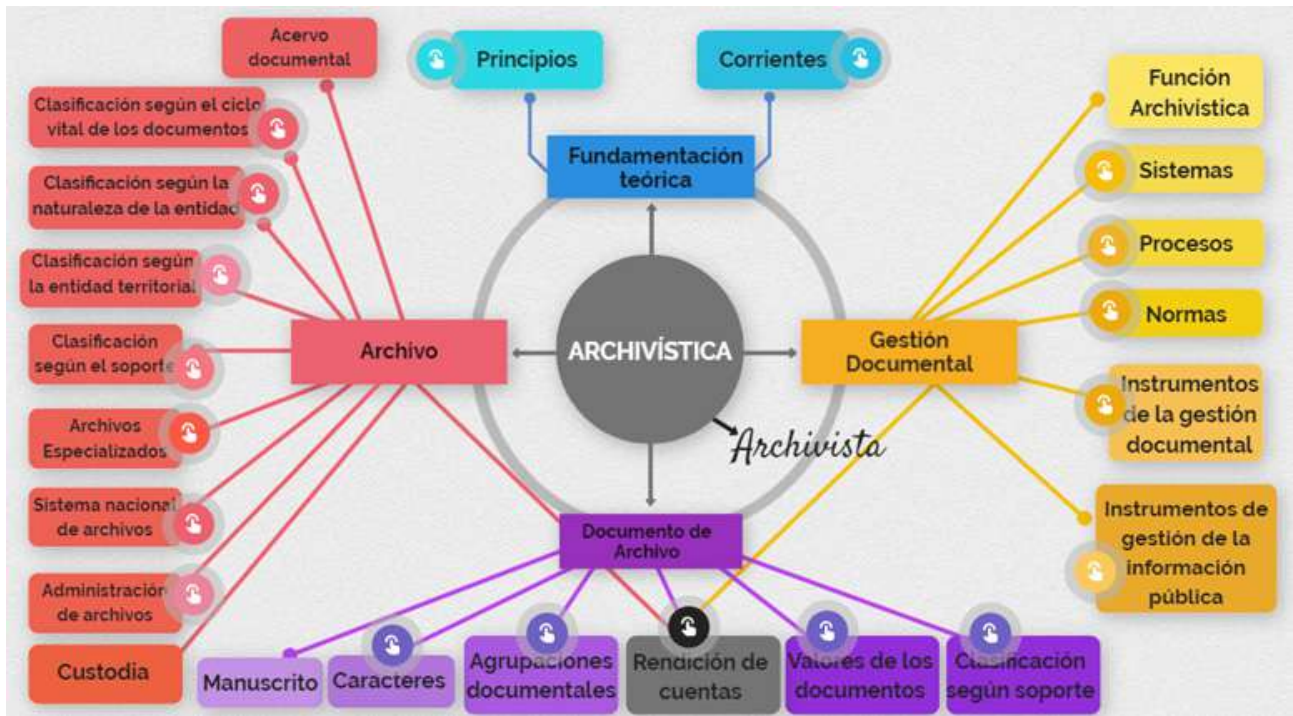 Acervo
documental
Principios
Corrientes
Función
Archivística
Clasificación según el ciclo
vital de los documentos
Fundamentación
teórica
Sistemas
Clasificación según la
naturaleza de la entidad
Procesos
Clasificación según
la entidad territorial
Normas
Clasificación
según el soporte
Archivo
ARCHIVÍSTICA
Gestión
Documental
Instrumentos
de la gestión
documental
Archivista
Archivos
Especializados
Sistema nacional
de archivos
Documento de
Archivo
Instrumentos de
gestión de la
información
pública
Administración
de archivos
Custodia
Manuscrito
Caracteres
Agrupaciones
documentales
Rendición de
cuentas
Valores de los
documentos
Clasificación
según soporte